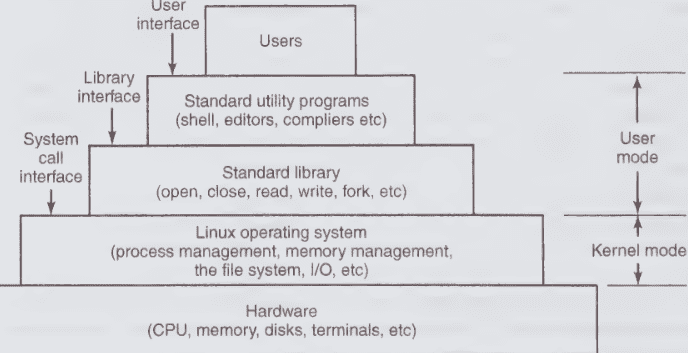 User
interface
Users
Library
interface
Standard utility programs
(shell, editors, compliers etc)
System
call
interface
User
mode
Standard library
(open, close, read, write, fork, etc)
Linux operating system
(process management, memory management,
the file system, I/O, etc)
Kernel mode
Hardware
(CPU, memory, disks, terminals, etc)